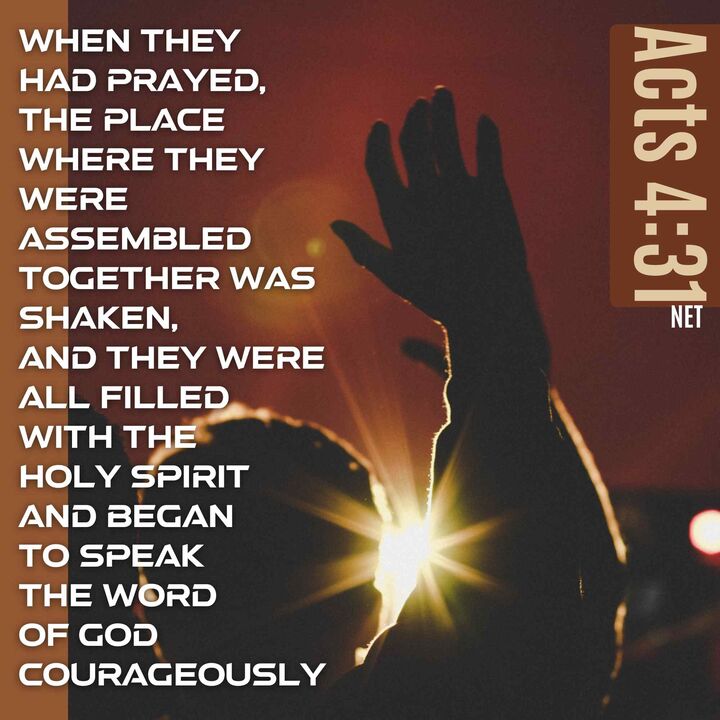 WHEN THEY
HAD PRAYED,
THE PLACE
WHERE THEY
WERE
ASSEMBLED
TOGETHER WAS
SHAKEN,
AND THEY WERE
ALL FILLED
WITH THE
HOLY SPIRIT
AND BEGAN
TO SPEAK
THE WORD
OF GOD
COURAGEOUSLY
Acts 4:31
NET